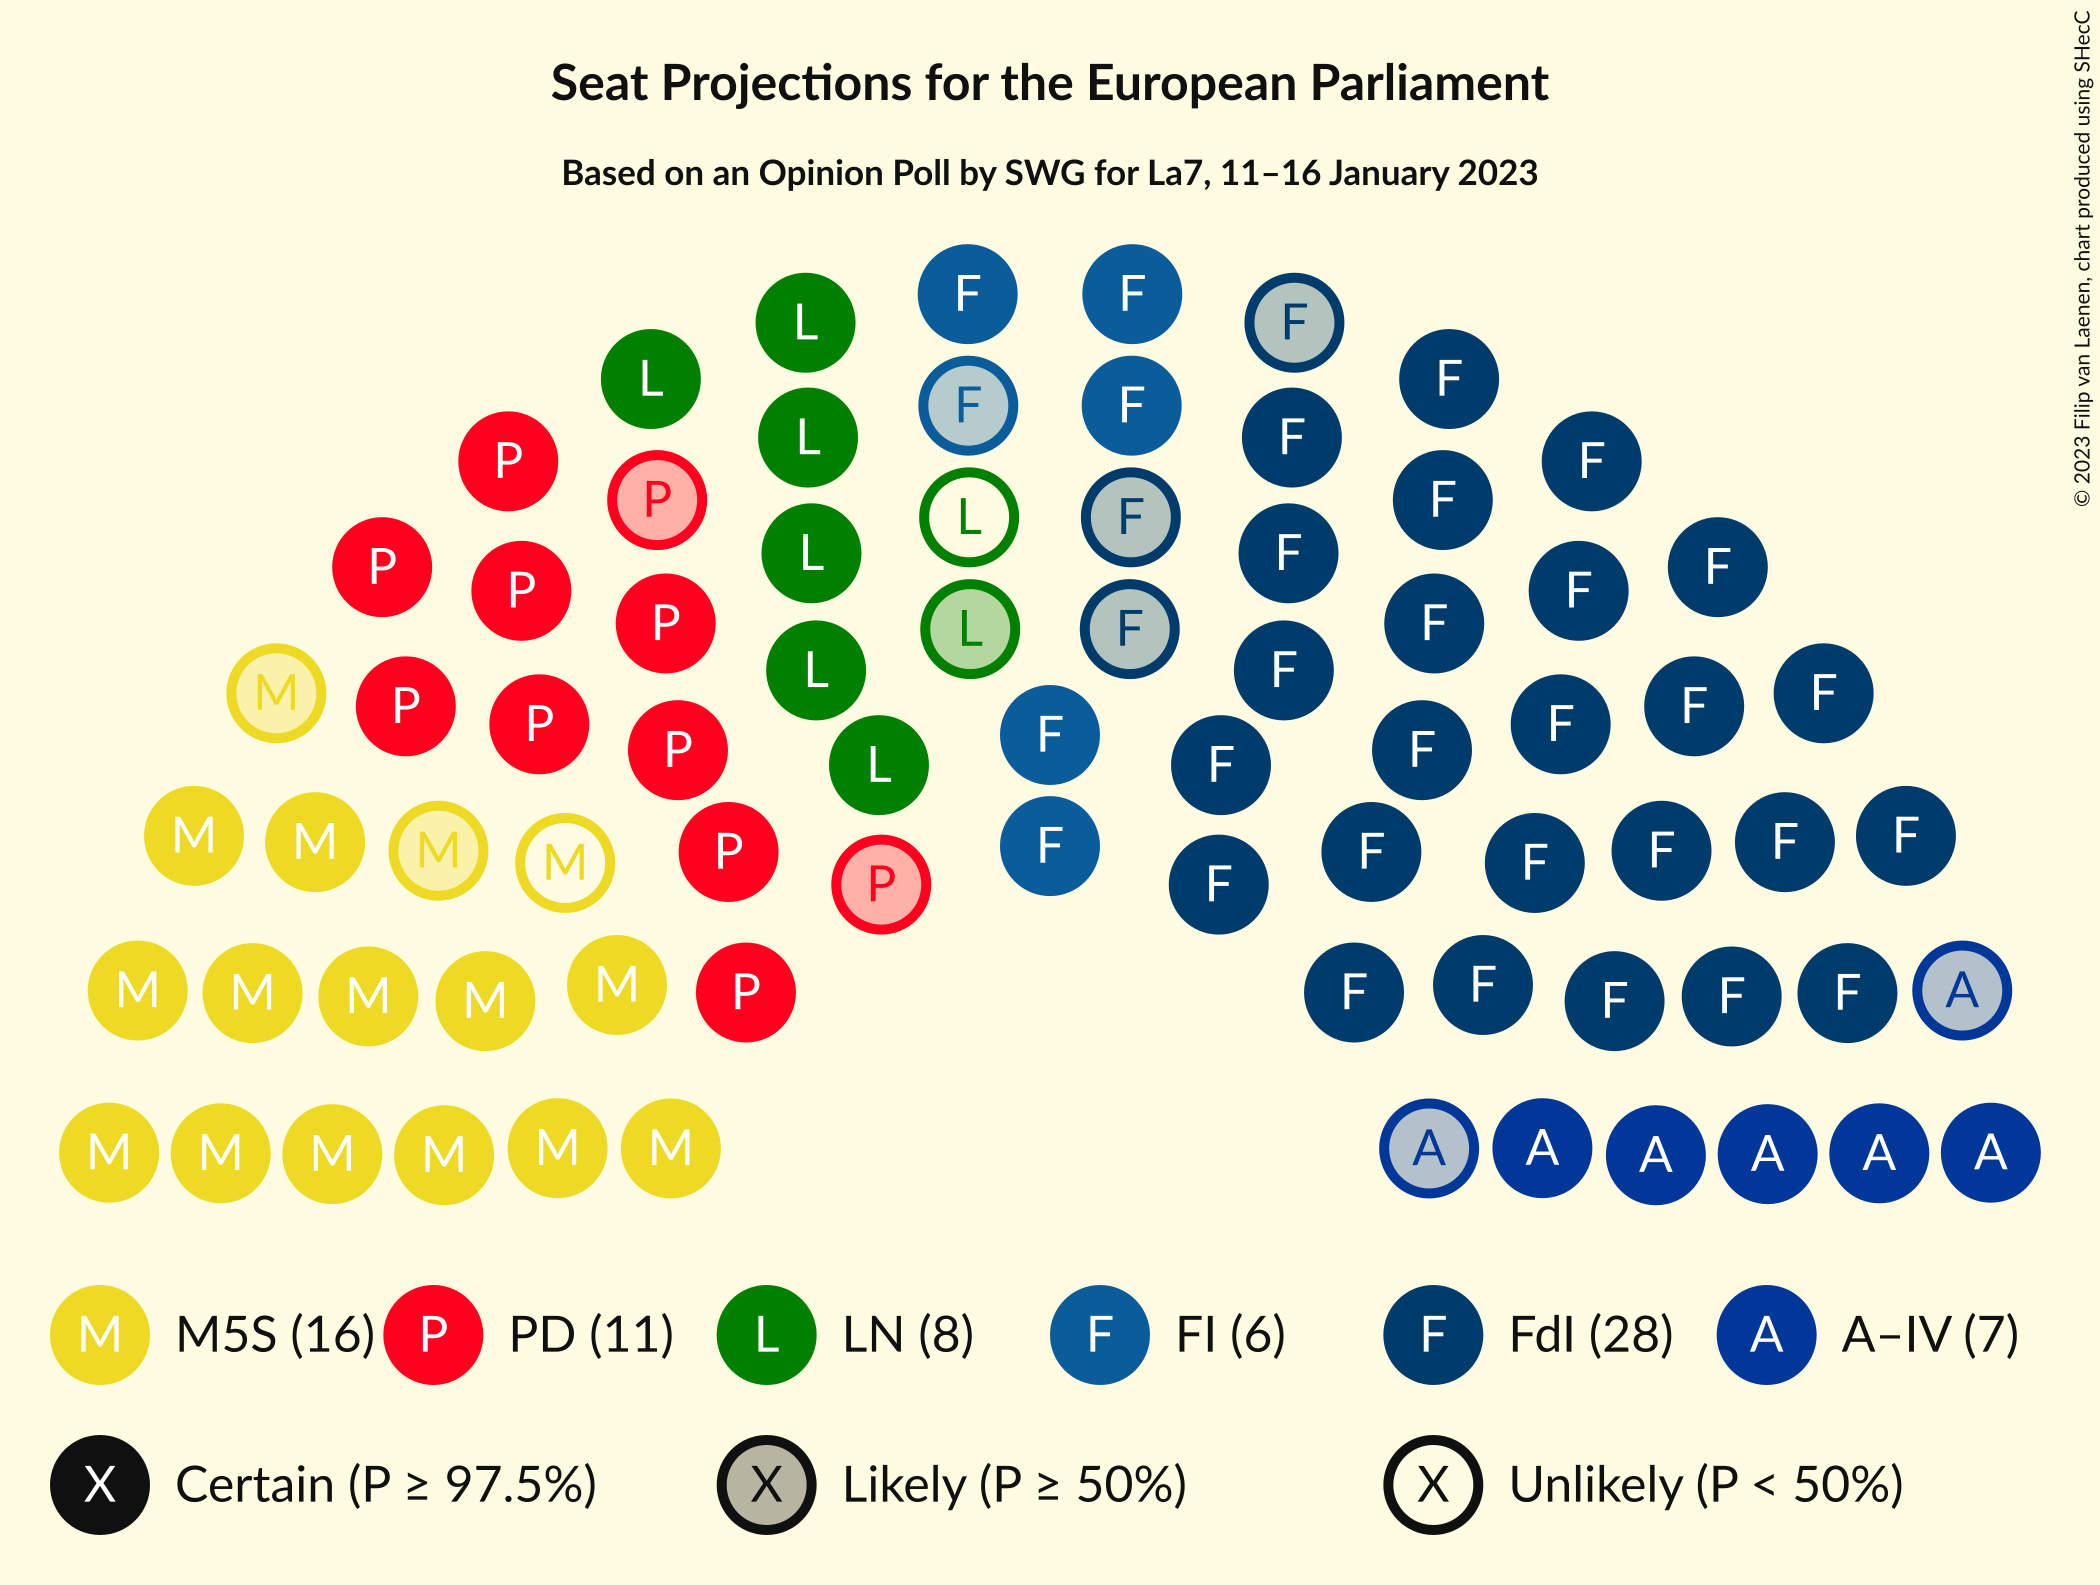 Seat Projections for the European Parliament
Based on an Opinion Poll by SWG for La7, 11–16 January 2023
© 2023 Filip van Laenen, chart produced using SHecC
F F
L F
L F
F F
P L F F
L P F F
P F
L F
P P F F
P F
L L F F
M P P P F F F F
F
L F
M M M M P F F F F F F
P F
M M M M M P F F F F F A
M M M M M M A A A A A A
M M5S (16) P PD (11) L LN (8) F FI (6) F FdI (28) A A–IV (7)
X Certain (P ≥ 97.5%) X Likely (P ≥ 50%) X Unlikely (P < 50%)